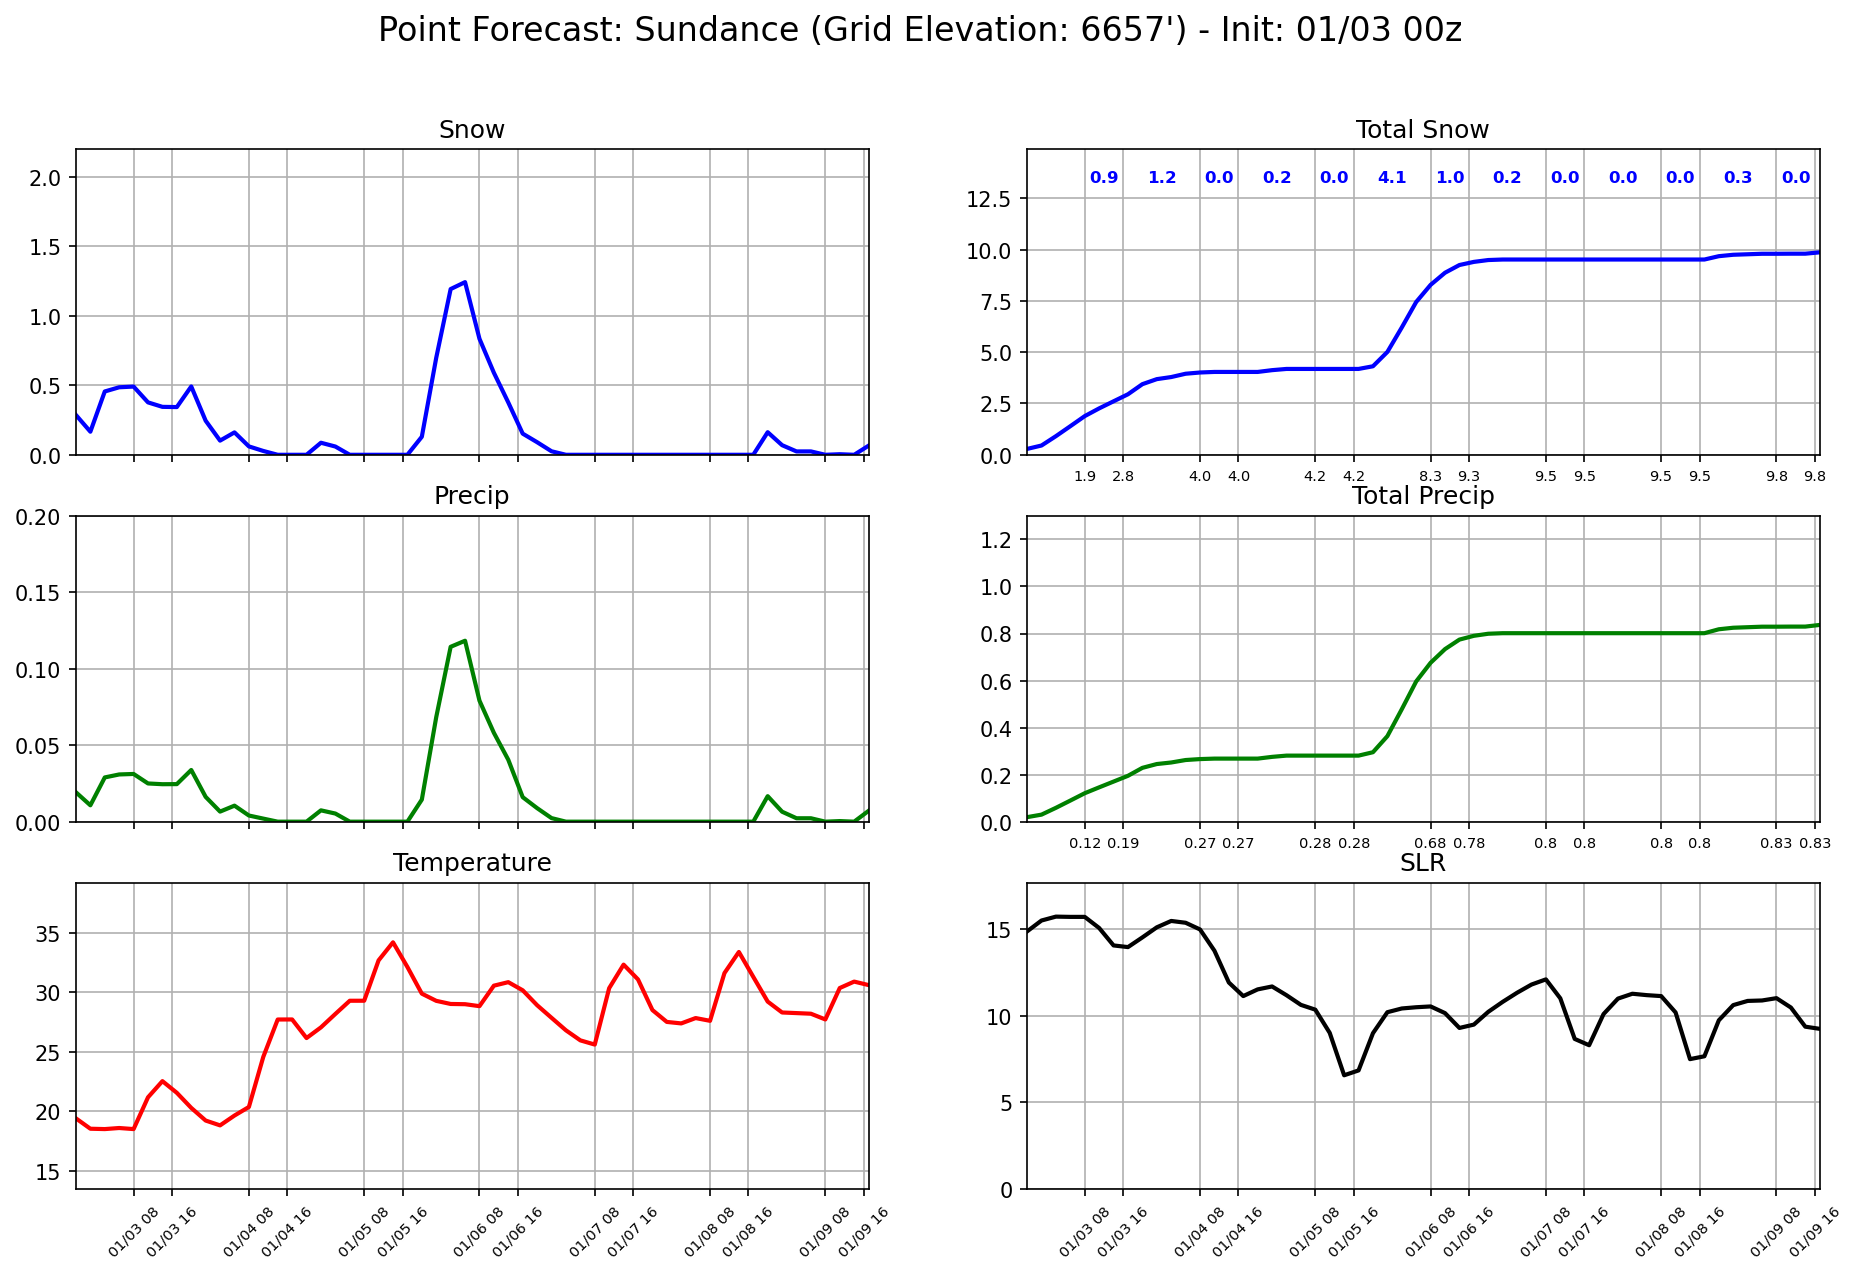 Point Forecast: Sundance (Grid Elevation: 6657') - Init: 01/03 00z
Snow
2.0
1.5
1.0
0.5
0.0
Total Snow
0.9 1.2 0.0 0.2 0.0 4.1 1.0 0.2 0.0 0.0 0.0 0.3 0.0
12.5
10.0
7.5
5.0
2.5
0.0
1.9 2.8 4.0 4.0 4.2 4.2 8.3 9.3 9.5 9.5 9.5 9.5 9.8 9.8
Precip
0.20
0.15
0.10
0.05
0.00
Total Precip
1.2
1.0
0.8
0.6
0.4
0.2
0.0
0.12 0.19 0.27 0.27 0.28 0.28 0.68 0.78 0.8 0.8 0.8 0.8 0.83 0.83
Temperature
35
30
25
20
15
01/03 08 01/03 16 01/04 08 01/04 16 01/05 08 01/05 16 01/06 08 01/06 16 01/07 08 01/07 16 01/08 08 01/08 16 01/09 08 01/09 16
SLR
15
10
5
0
01/03 08 01/03 16 01/04 08 01/04 16 01/05 08 01/05 16 01/06 08 01/06 16 01/07 08 01/07 16 01/08 08 01/08 16 01/09 08 01/09 16